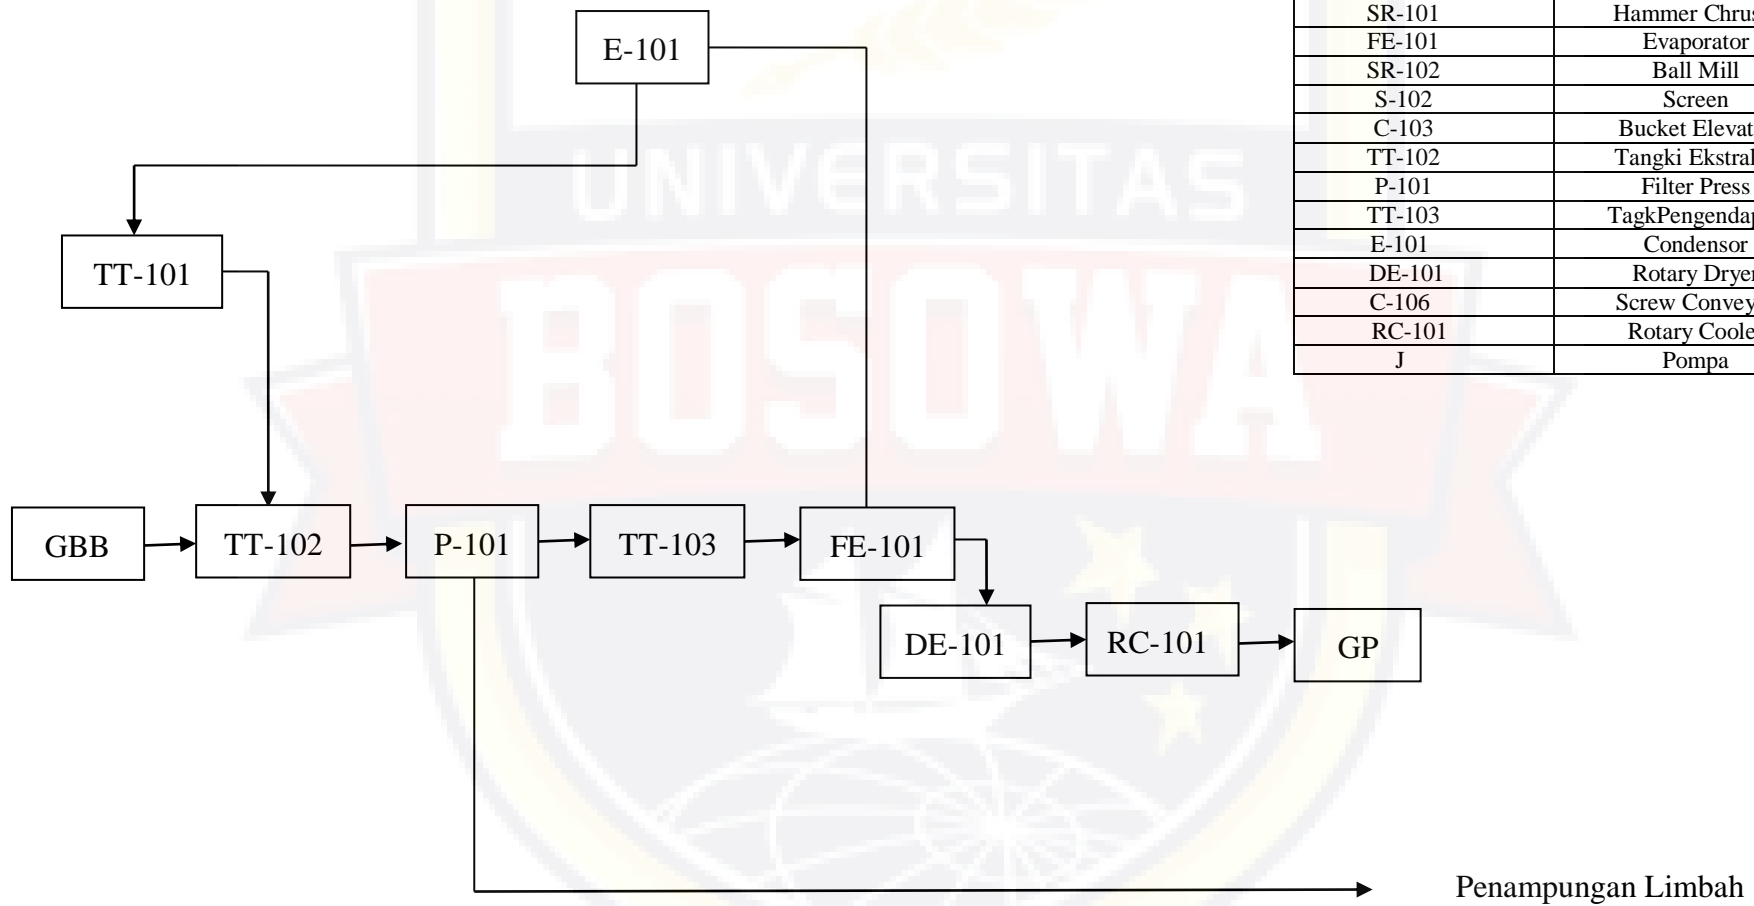 SR-101 Hammer Chrus
FE-101 Evaporator
SR-102 Ball Mill
S-102 Screen
C-103 Bucket Elevat
TT-102 Tangki Ekstral
P-101 Filter Press
TT-103 TagkPengendap
E-101 Condensor
DE-101 Rotary Dryer
C-106 Screw Convey
RC-101 Rotary Coole
J Pompa
E-101
UNIVERSITAS
TT-101
BOSOWA
GBB
TT-102
P-101
TT-103
FE-101
DE-101
RC-101
GP
Penampungan Limbah